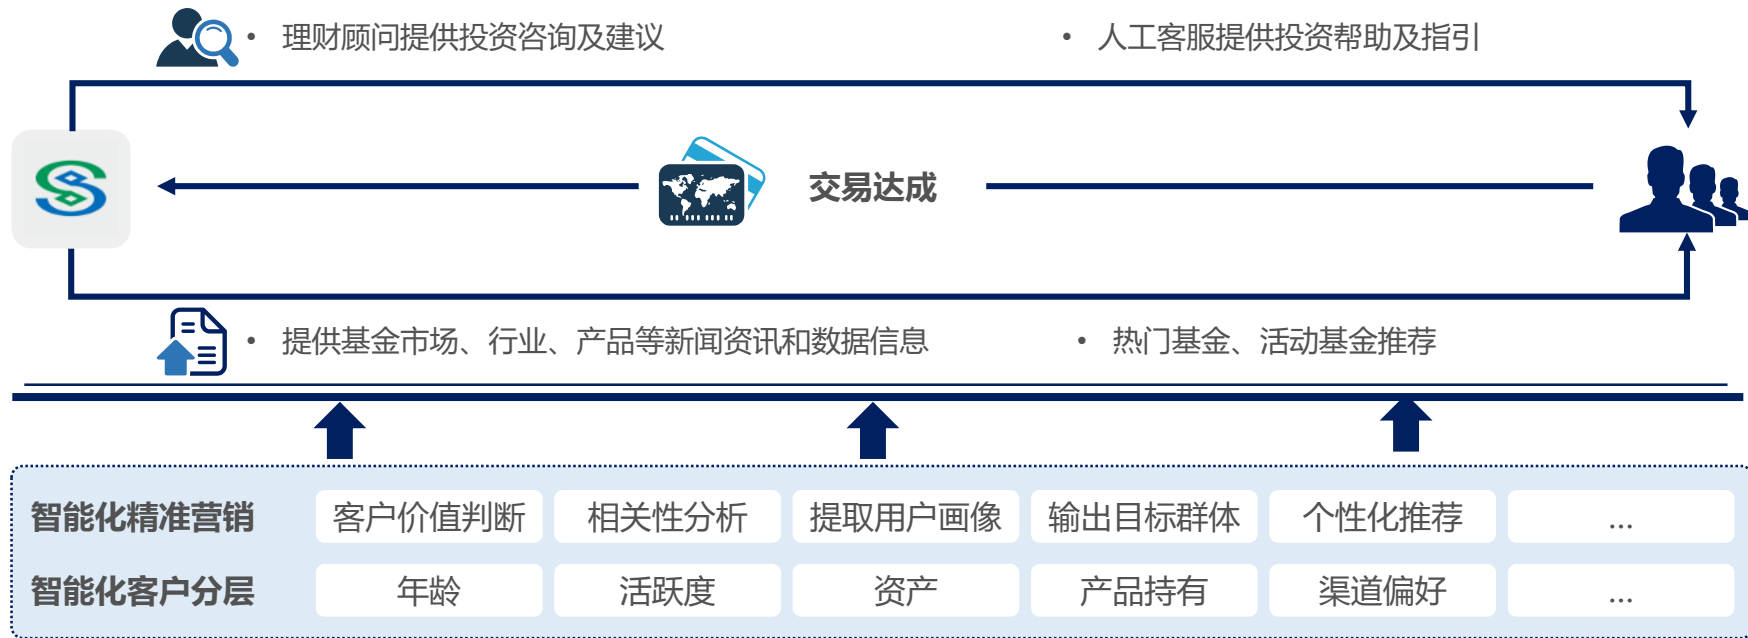 • 理财顾问提供投资咨询及建议
• 人工客服提供投资帮助及指引
交易达成
• 提供基金市场、行业、产品等新闻资讯和数据信息
• 热门基金、活动基金推荐
智能化精准营销 客户价值判断 相关性分析 提取用户画像 输出目标群体 个性化推荐 ...
智能化客户分层 年龄 活跃度 资产 产品持有 渠道偏好 ...